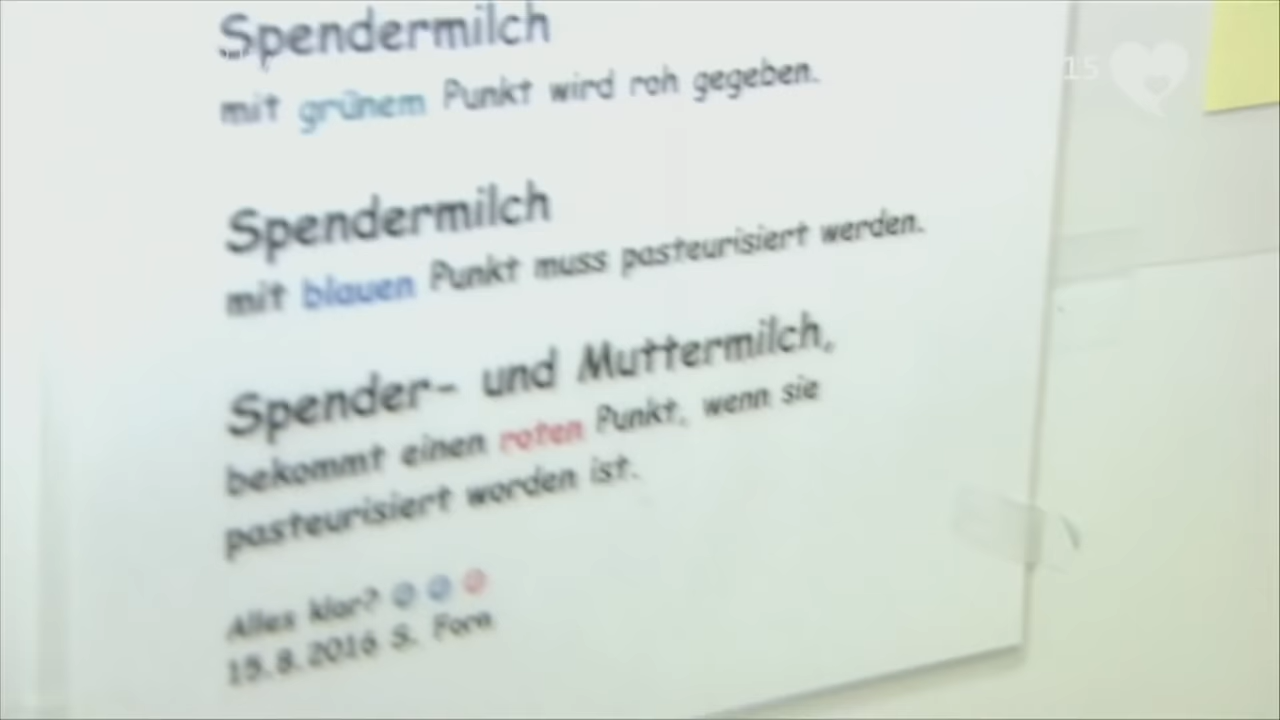 Spendermilch
mit grünem Punkt wird roh gegeben.
Spendermilch
mit blauen Punkt muss pasteurisiert werden.
Spender- und Muttermilch,
bekommt einen roten Punkt, wenn sie
pasteurisiert worden ist.
Alles klar?
15.8.2016 S.
15